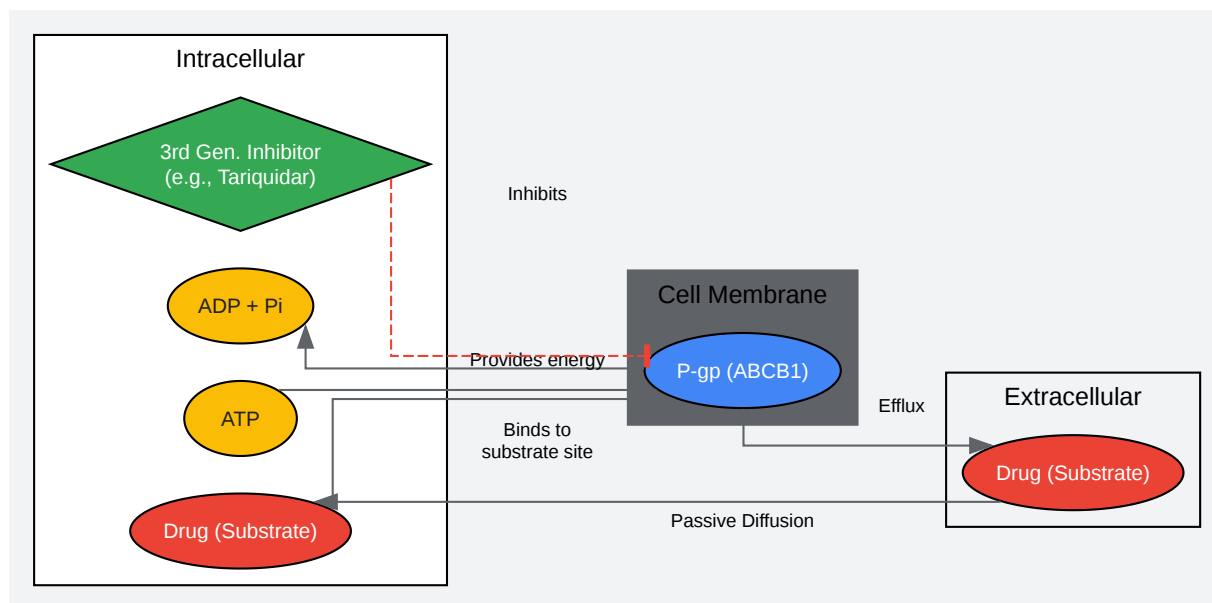 Intracellular
3rd Gen. Inhibitor
(e.g., Tariquidar)
Inhibits
ADP + Pi
Cell Membrane
Provides energy
P-gp (ABCB1)
ATP
Binds to
substrate site
Efflux
Extracellular
Drug (Substrate)
Drug (Substrate)
Passive Diffusion